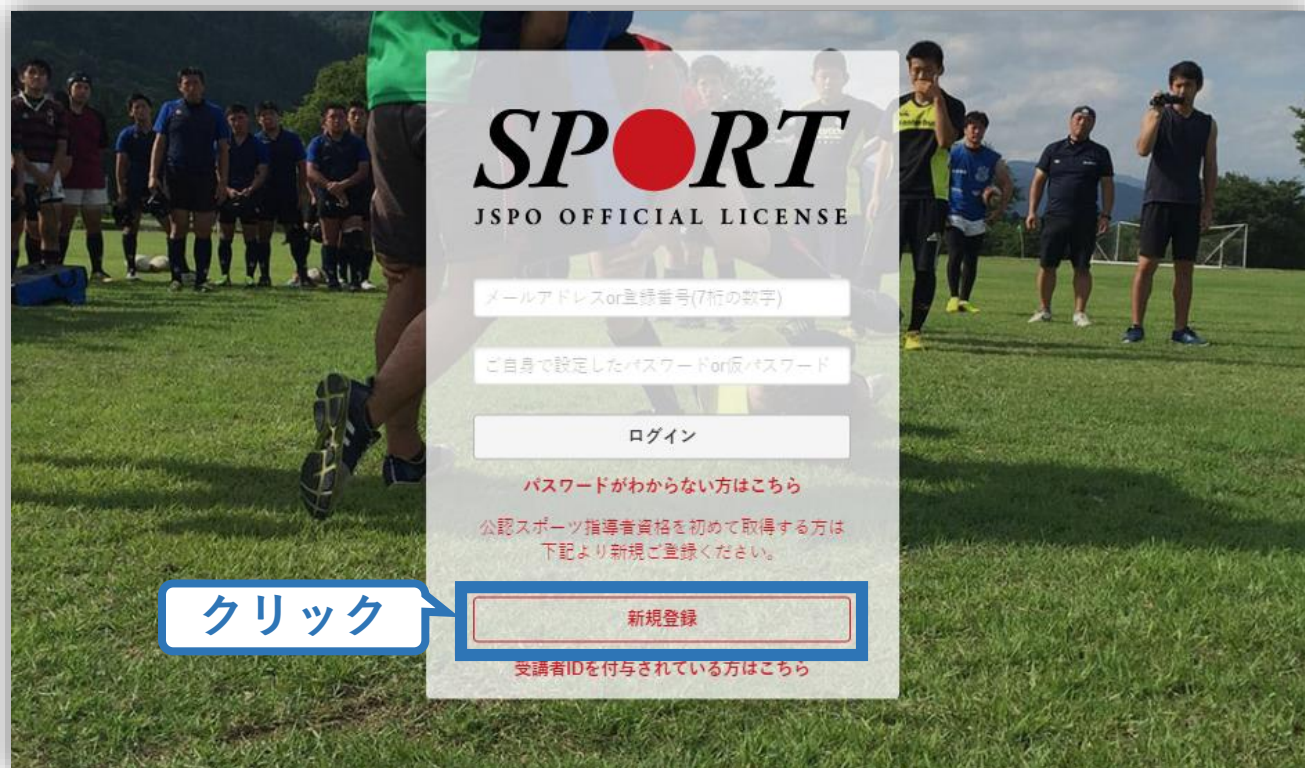 SPORT
JSPO OFFICIAL LICENSE
メールアドレスor登録番号(7桁の数字)
ご自身で設定したパスワードor仮パスワード
ログイン
パスワードがわからない方はこちら
公認スポーツ指導者資格を初めて取得する方は
下記より新規ご登録ください。
クリック
新規登録
受講者IDを付与されている方はこちら